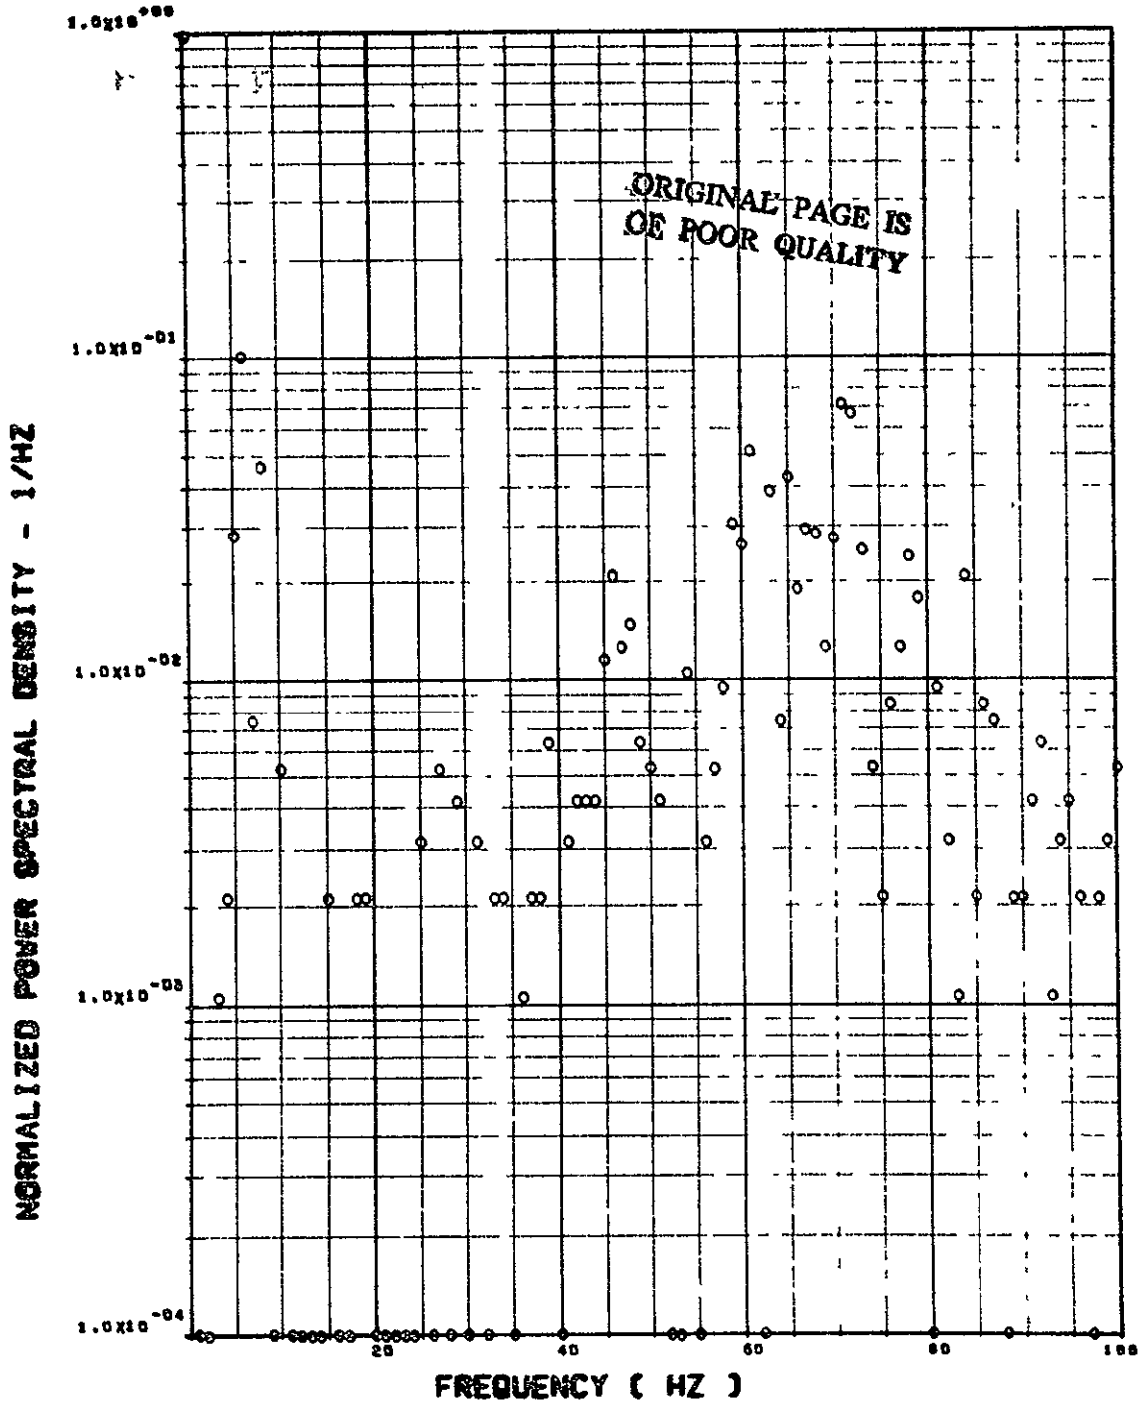 1.0X10+00
ORIGINAL PAGE IS
OF POOR QUALITY
1.0X10-01
NORMALIZED POWER SPECTRAL DENSITY - 1/HZ
1.0X10-02
1.0X10-03
1.0X10-04
20 40 60 80 100
FREQUENCY ( HZ )